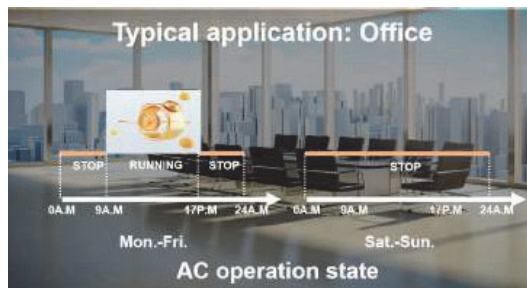 Typical application: Office
STOP RUNNING STOP STOP
0A.M 9A.M 17P.M 24A.M 0A.M 9A.M 17P.M 24A.M
Mon.-Fri. Sat.-Sun.
AC operation state